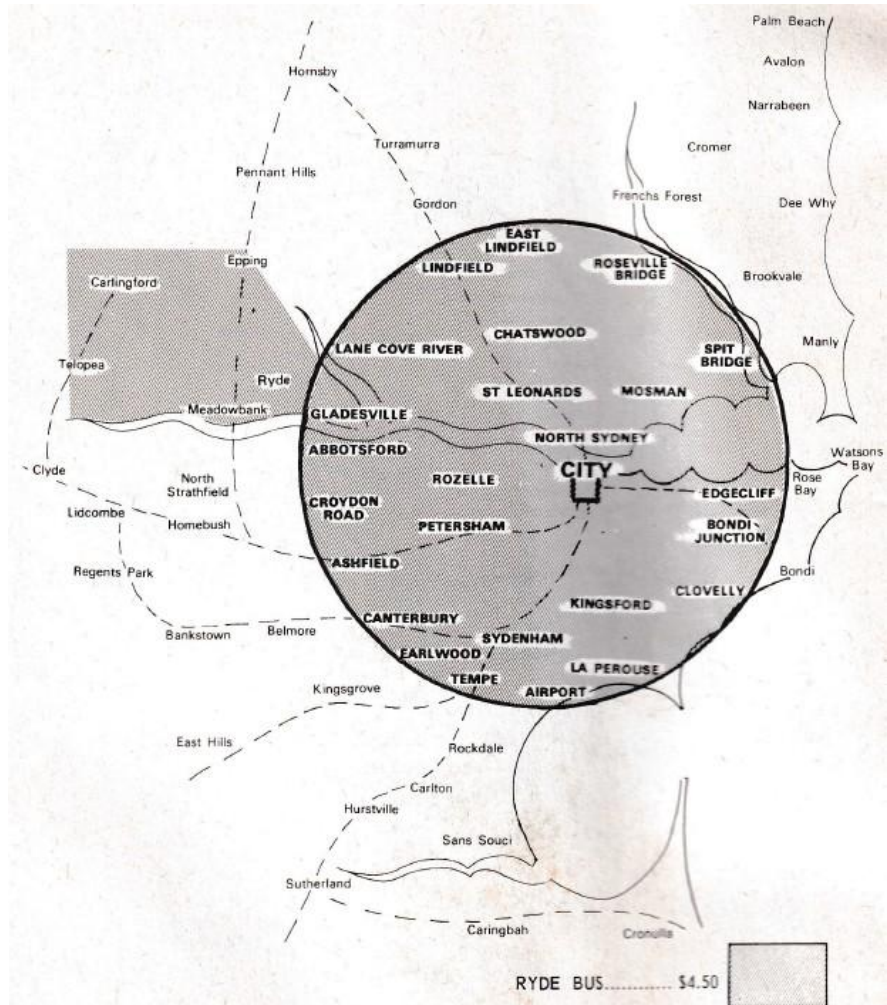 Palm Beach
Avalon
Hornsby
Narrabeen
Turramurra
Cromer
Pennant Hills
Frenchs Forest
Gordon
Dee Why
EAST
LINDFIELD
Epping
LINDFIELD
ROSEVILLE
BRIDGE
Brookvale
Carlingford
CHATSWOOD
LANE COVE RIVER
SPIT
BRIDGE
Manly
Telopea
Ryde
ST LEONARDS
MOSMAN
Meadowbank
GLADESVILLE
NORTH SYDNEY
ABBOTSFORD
Watsons
Bay
Clyde
CITY
North
Strathfield
ROZELLE
Rose
Bay
EDGECLIFF
CROYDON
ROAD
Lidcombe
Homebush
PETERSHAM
BONDI
JUNCTION
ASHFIELD
Regents Park
Bondi
CLOVELLY
KINGSFORD
CANTERBURY
Bankstown
Belmore
SYDENHAM
EARLWOOD
LA PEROUSE
TEMPE
Kingsgrove
AIRPORT
East Hills
Rockdale
Carlton
Hurstville
Sans Souci
Sutherland
Caringbah
Cronulla
RYDE BUS.......... $4.50